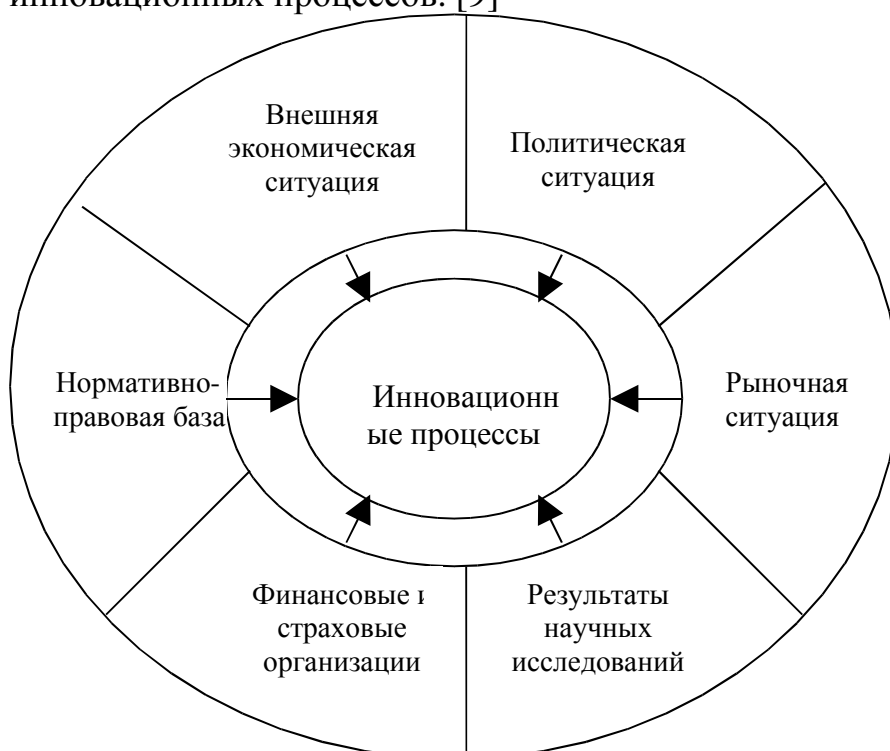 инновационных процессов. [9]
Внешняя
экономическая
ситуация
Политическая
ситуация
Нормативно-
правовая база
Инновационн
ые процессы
Рыночная
ситуация
Финансовые и
страховые
организации
Результаты
научных
исследований